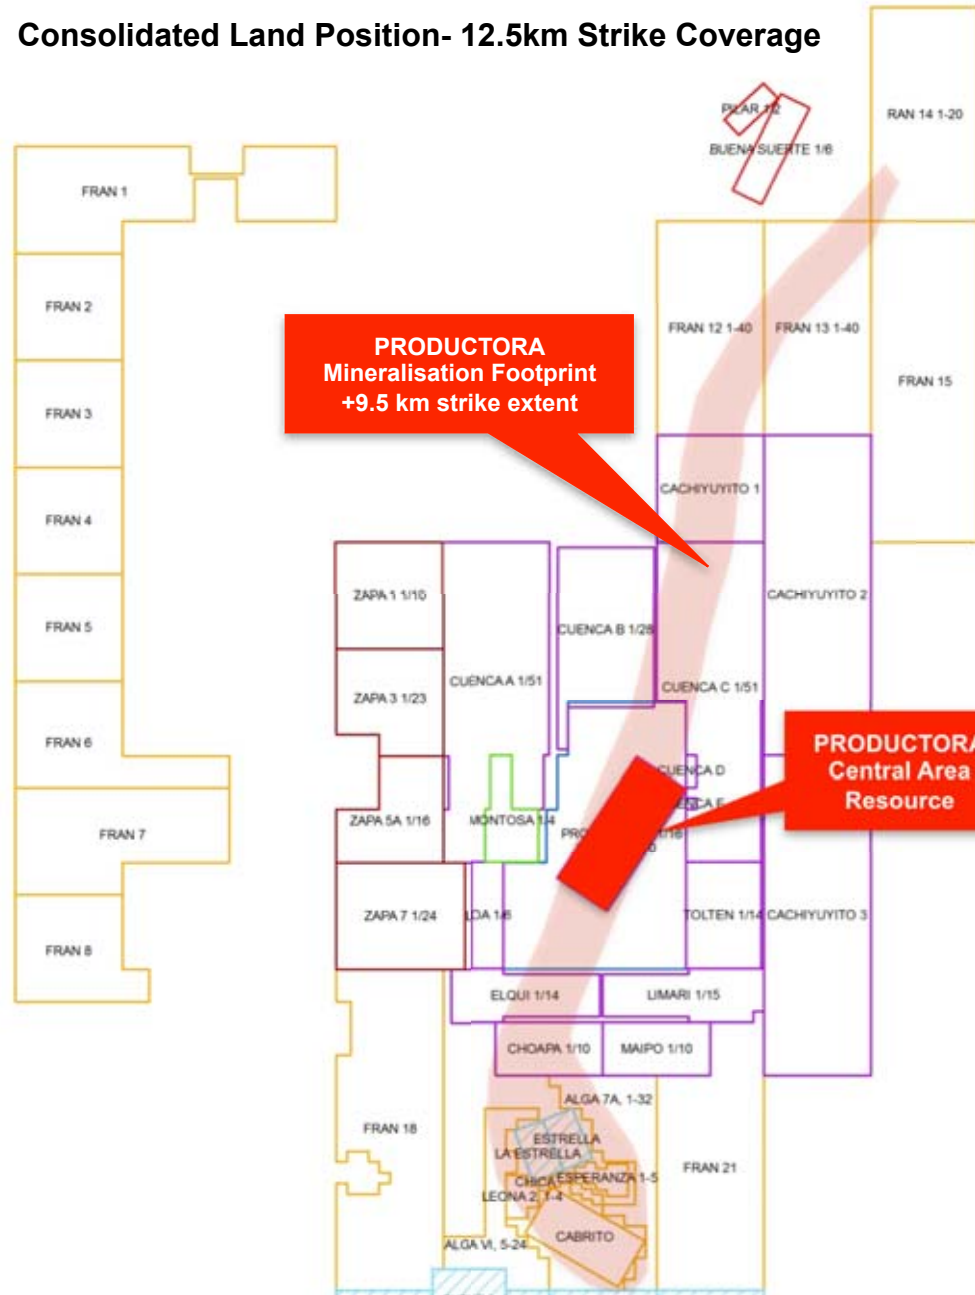 Consolidated Land Position- 12.5km Strike Coverage
PILAR 1/2
RAN 14 1-20
BUENA SUERTE 1/6
FRAN 1
FRAN 2
FRAN 12 1-40
FRAN 13 1-40
PRODUCTORA
Mineralisation Footprint
+9.5 km strike extent
FRAN 15
FRAN 3
CACHIYUYITO 1
FRAN 4
ZAPA 1 1/10
CACHIYUYITO 2
FRAN 5
CUENCA B 1/28
CUENCA A 1/51
CUENCA C 1/51
ZAPA 3 1/23
FRAN 6
PRODUCTORA
Central Area
Resource
CUENCA D
ZAPA 5A 1/16
MONTOSA 1/4
1/16
FRAN 7
ZAPA 7 1/24
LOA 1/6
TOLTEN 1/14
CACHIYUYITO 3
FRAN 8
ELQUI 1/14
LIMARI 1/15
CHOAPA 1/10
MAIPO 1/10
ALGA 7A, 1-32
FRAN 18
ESTRELLA
LA ESTRELLA
FRAN 21
CHICA
ESPERANZA 1-5
LEONA 2, 1-4
CABRITO
ALGA VI, 5-24